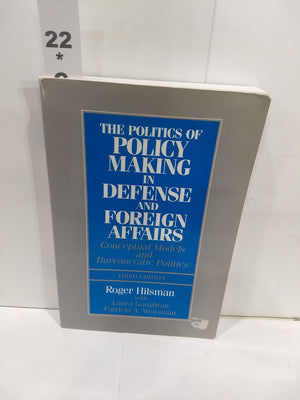 22
*
THE POLITICS OF
POLICY
MAKING
IN
DEFENSE
AND
FOREIGN
AFFAIRS
Conceptual Models
and
Bureaucratic Politics
THIRD EDITION
Roger Hilsman
with
Laura Gaughran
Patricia A. Weitsman